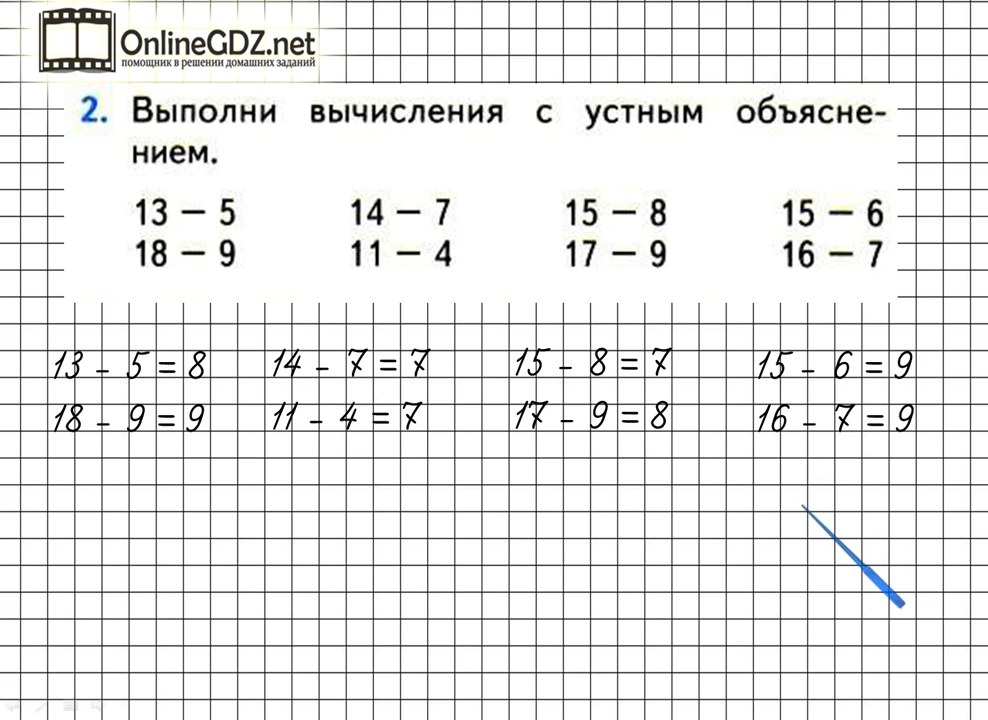 OnlineGDZ.net
помощник в решении домашних заданий
2. Выполни вычисления с устным объясне-
нием.
13 − 5 14 − 7 15 − 8 15 − 6
18 − 9 11 − 4 17 − 9 16 − 7
13 - 5 = 8 14 - 7 = 7 15 - 8 = 7 15 - 6 = 9
18 - 9 = 9 11 - 4 = 7 17 - 9 = 8 16 - 7 = 9